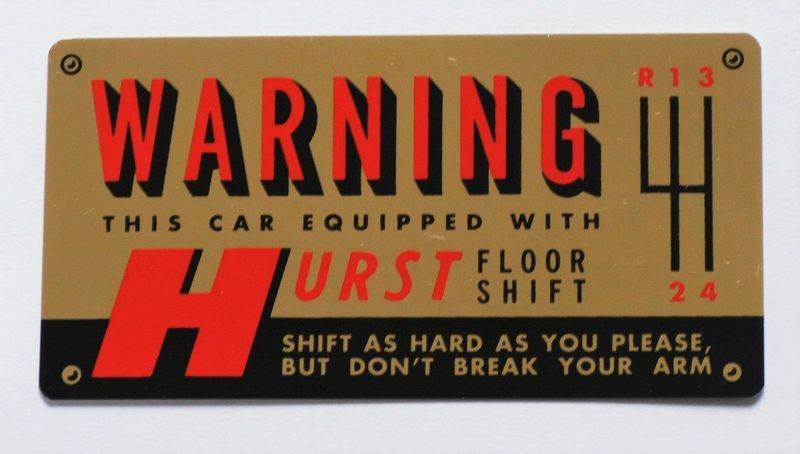 WARNING
R 1 3
THIS CAR EQUIPPED WITH
HURST FLOOR SHIFT
2 4
SHIFT AS HARD AS YOU PLEASE,
BUT DON'T BREAK YOUR ARM